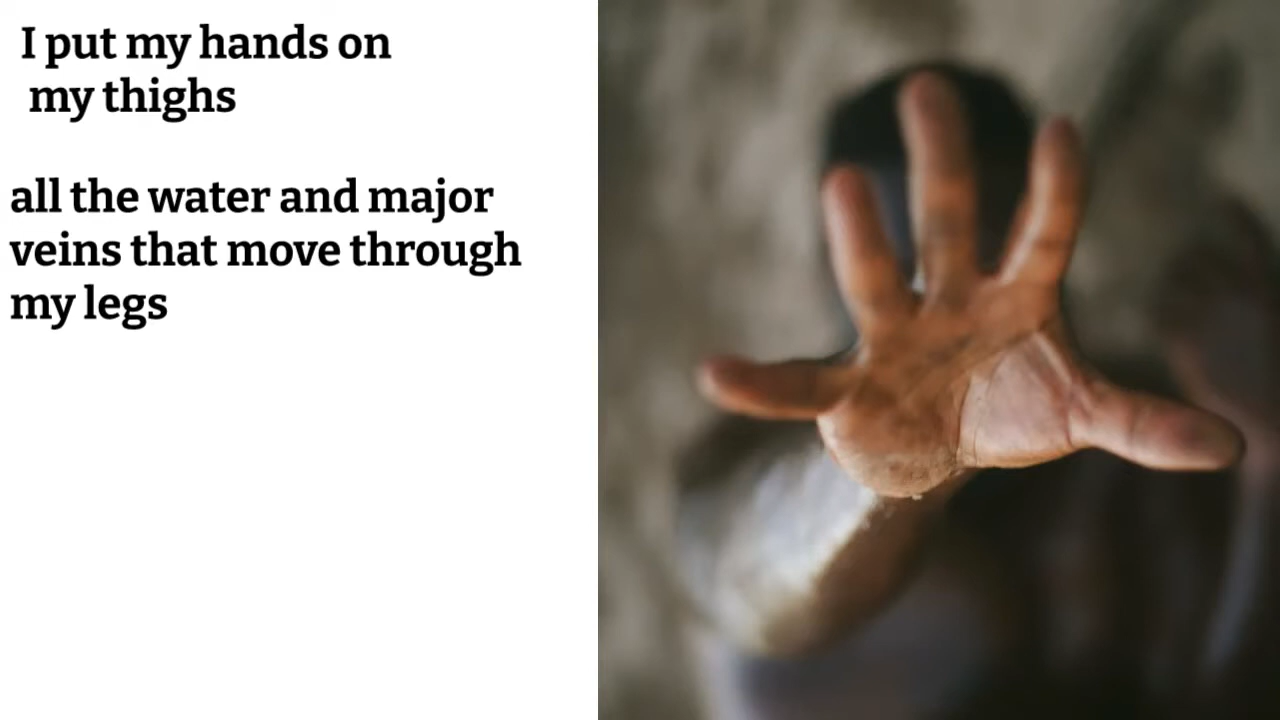 I put my hands on
my thighs
all the water and major
veins that move through
my legs